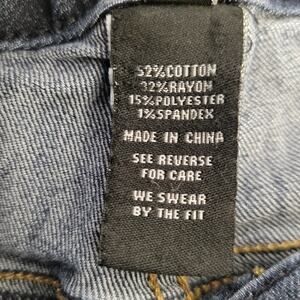 52%COTTON
32%RAYON
15%POLYESTER
1%SPANDEX
MADE IN CHINA
SEE REVERSE
FOR CARE
WE SWEAR
BY THE FIT